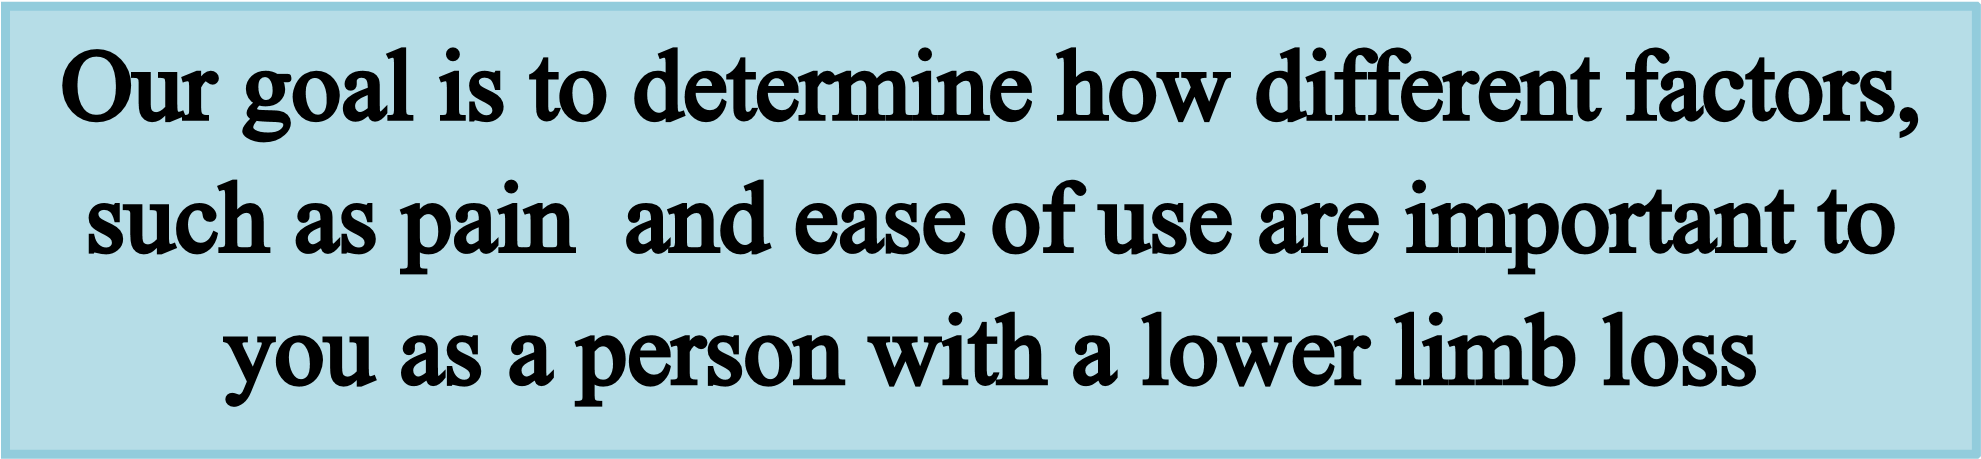 Our goal is to determine how different factors,
such as pain  and ease of use are important to
you as a person with a lower limb loss